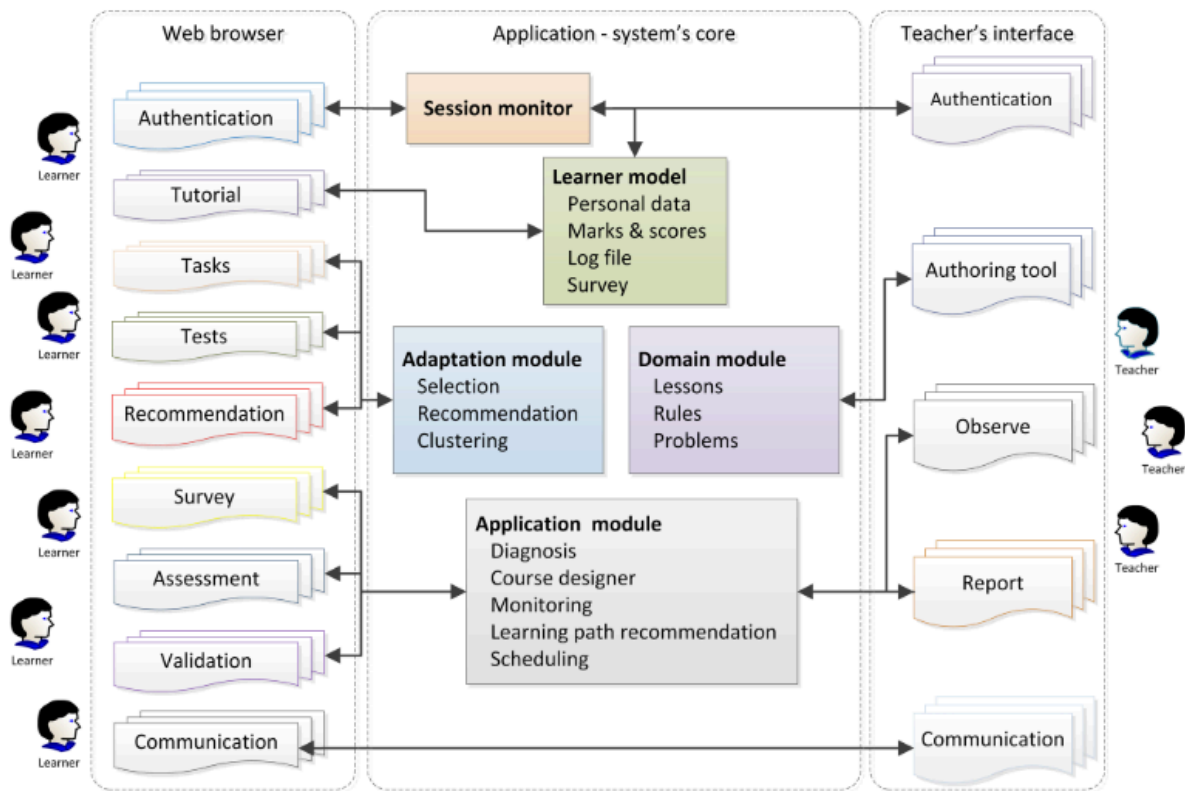 Web browser
Application - system's core
Teacher's interface
Authentication
Session monitor
Authentication
Learner
Tutorial
Learner model
Personal data
Marks & scores
Log file
Survey
Learner
Tasks
Authoring tool
Learner
Tests
Adaptation module
Selection
Recommendation
Clustering
Domain module
Lessons
Rules
Problems
Teacher
Recommendation
Learner
Observe
Teacher
Survey
Learner
Application module
Diagnosis
Course designer
Monitoring
Learning path recommendation
Scheduling
Teacher
Assessment
Report
Learner
Validation
Learner
Communication
Communication